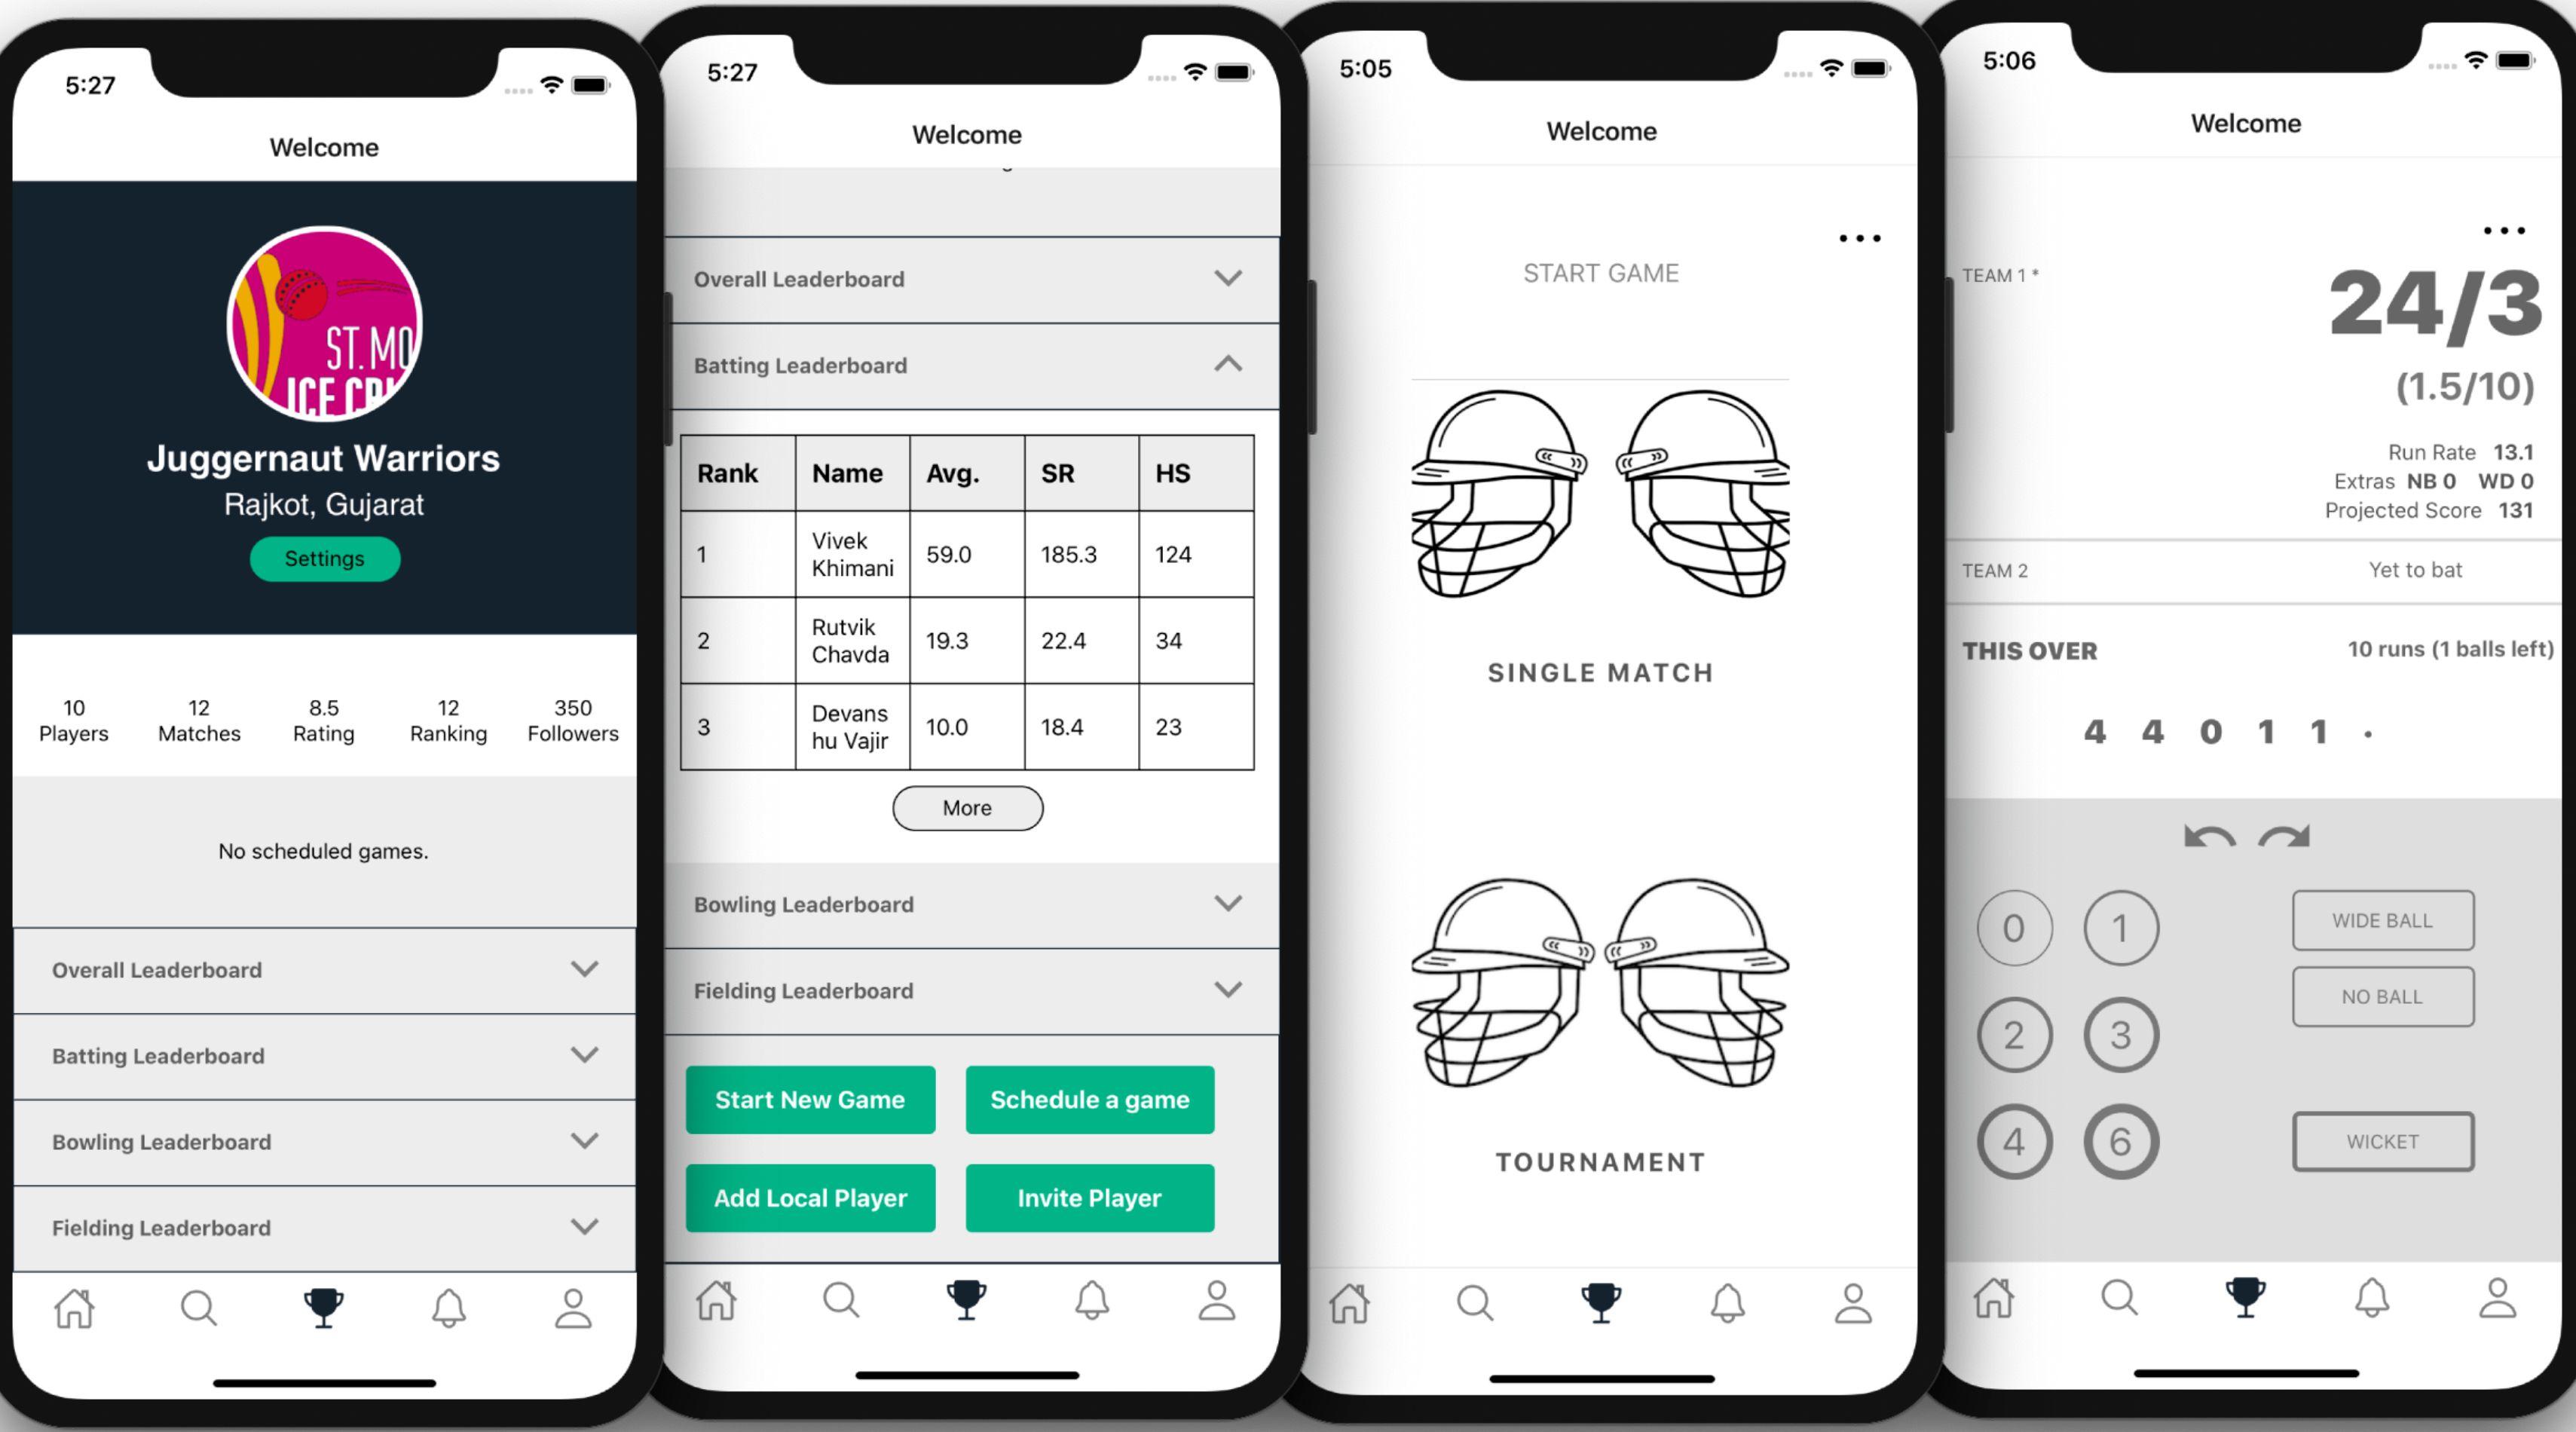 5:27
Welcome
ST.MO
ICE CRI
Juggernaut Warriors
Rajkot, Gujarat
Settings
10 12 8.5 12 350
Players Matches Rating Ranking Followers
No scheduled games.
Overall Leaderboard
Batting Leaderboard
Bowling Leaderboard
Fielding Leaderboard
5:27
Welcome
Overall Leaderboard
Batting Leaderboard
Rank Name Avg. SR HS
1 Vivek Khimani 59.0 185.3 124
2 Rutvik Chavda 19.3 22.4 34
3 Devans hu Vajir 10.0 18.4 23
More
Bowling Leaderboard
Fielding Leaderboard
Start New Game Schedule a game
Add Local Player Invite Player
5:05
Welcome
START GAME
SINGLE MATCH
TOURNAMENT
5:06
Welcome
TEAM 1 * 24/3
(1.5/10)
Run Rate 13.1
Extras NB 0 WD 0
Projected Score 131
TEAM 2 Yet to bat
THIS OVER 10 runs (1 balls left)
4 4 0 1 1 ·
0 1 WIDE BALL
NO BALL
2 3
4 6 WICKET